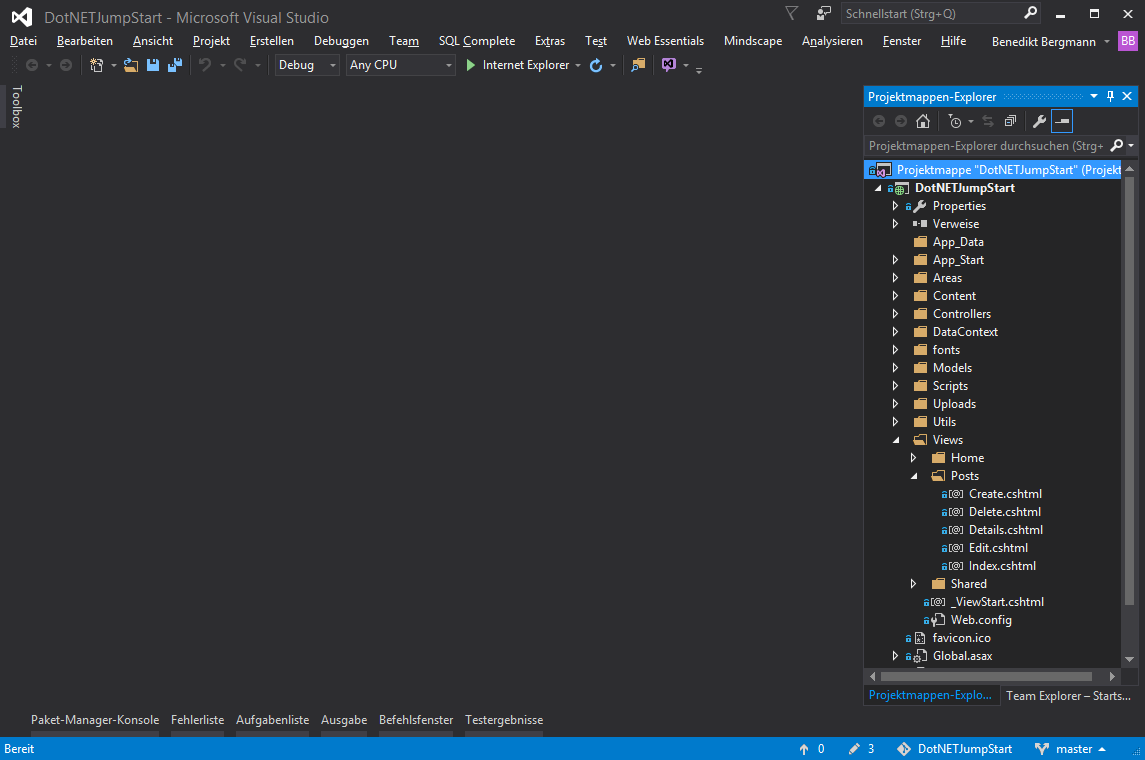 DotNETJumpStart - Microsoft Visual Studio
Schnellstart (Strg+Q)
Datei Bearbeiten Ansicht Projekt Erstellen Debuggen Team SQL Complete Extras Test Web Essentials Mindscape Analysieren Fenster Hilfe Benedikt Bergmann BB
Debug Any CPU Internet Explorer
Toolbox
Projektmappen-Explorer
Projektmappen-Explorer durchsuchen (Strg+
Projektmappe "DotNETJumpStart" (Projekt
DotNETJumpStart
Properties
Verweise
App_Data
App_Start
Areas
Content
Controllers
DataContext
fonts
Models
Scripts
Uploads
Utils
Views
Home
Posts
Create.cshtml
Delete.cshtml
Details.cshtml
Edit.cshtml
Index.cshtml
Shared
_ViewStart.cshtml
Web.config
favicon.ico
Global.asax
Projektmappen-Explo... Team Explorer – Starts...
Paket-Manager-Konsole Fehlerliste Aufgabenliste Ausgabe Befehlsfenster Testergebnisse
Bereit 0 3 DotNETJumpStart master